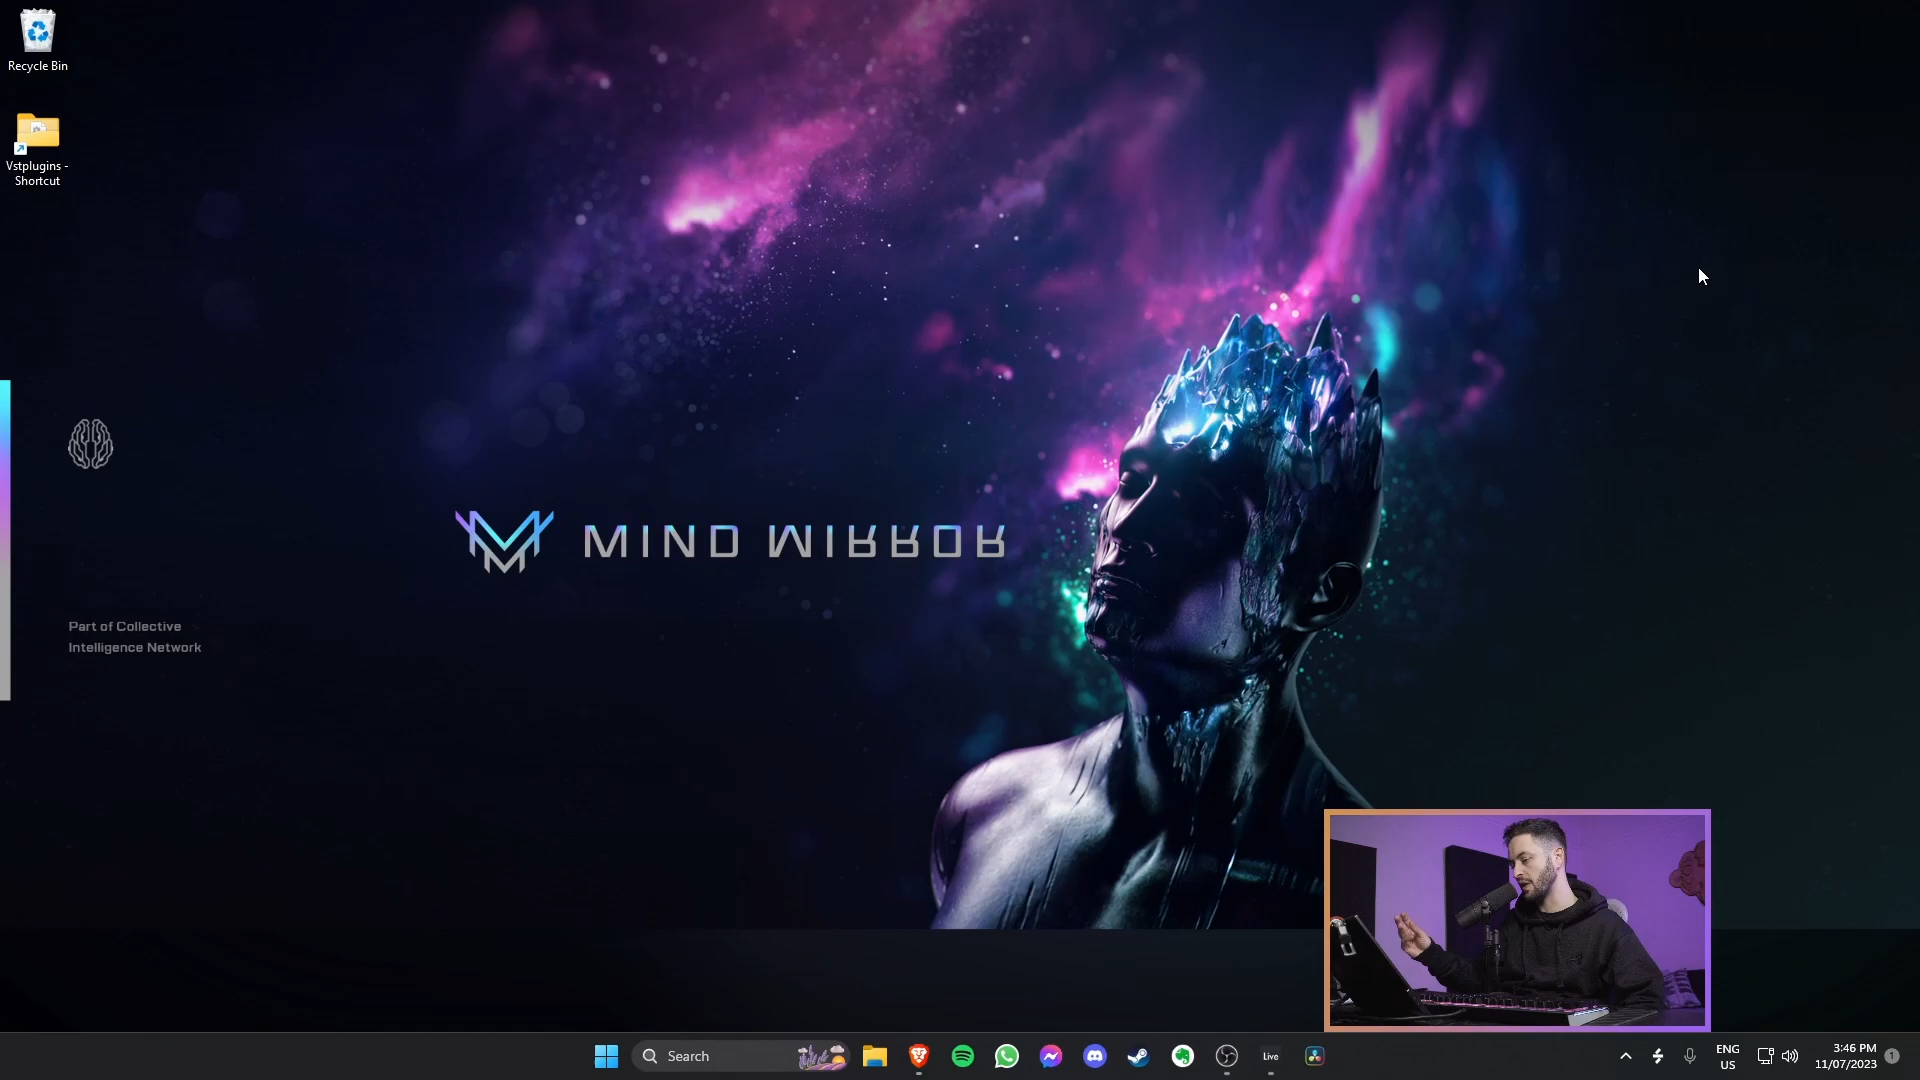 Recycle Bin
Vstplugins -
Shortcut
MIND MIRROR
Part of Collective
Intelligence Network
Search
Live
ENG
US
3:46 PM
11/07/2023
1